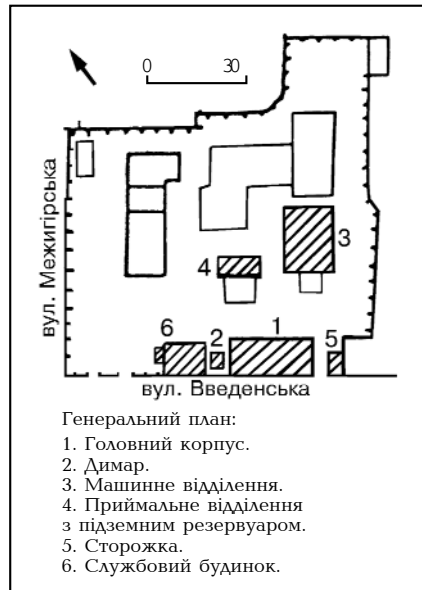 0 30
вул. Межигірська
3
4
6
2
1
5
вул. Введенська
Генеральний план:
1. Головний корпус.
2. Димар.
3. Машинне відділення.
4. Приймальне відділення
з підземним резервуаром.
5. Сторожка.
6. Службовий будинок.